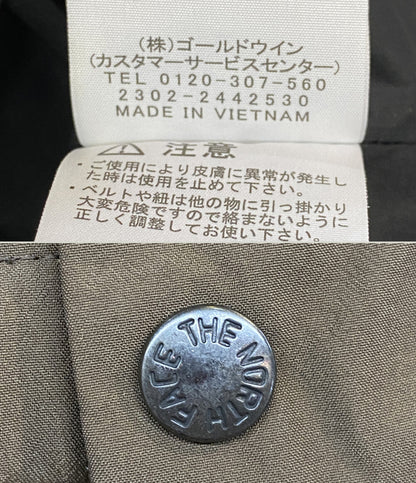 (株)ゴールドウイン
(カスタマーサービスセンター)
TEL 0120-307-560
2302-2442530
MADE IN VIETNAM
⚠注意
・ご使用により皮膚に異常が発生し
た時は使用を止めて下さい。
・ベルトや紐は他の物に引っ掛かり
大変危険ですので絡まないように
正しく調整してお使い下さい。
THE NORTH FACE